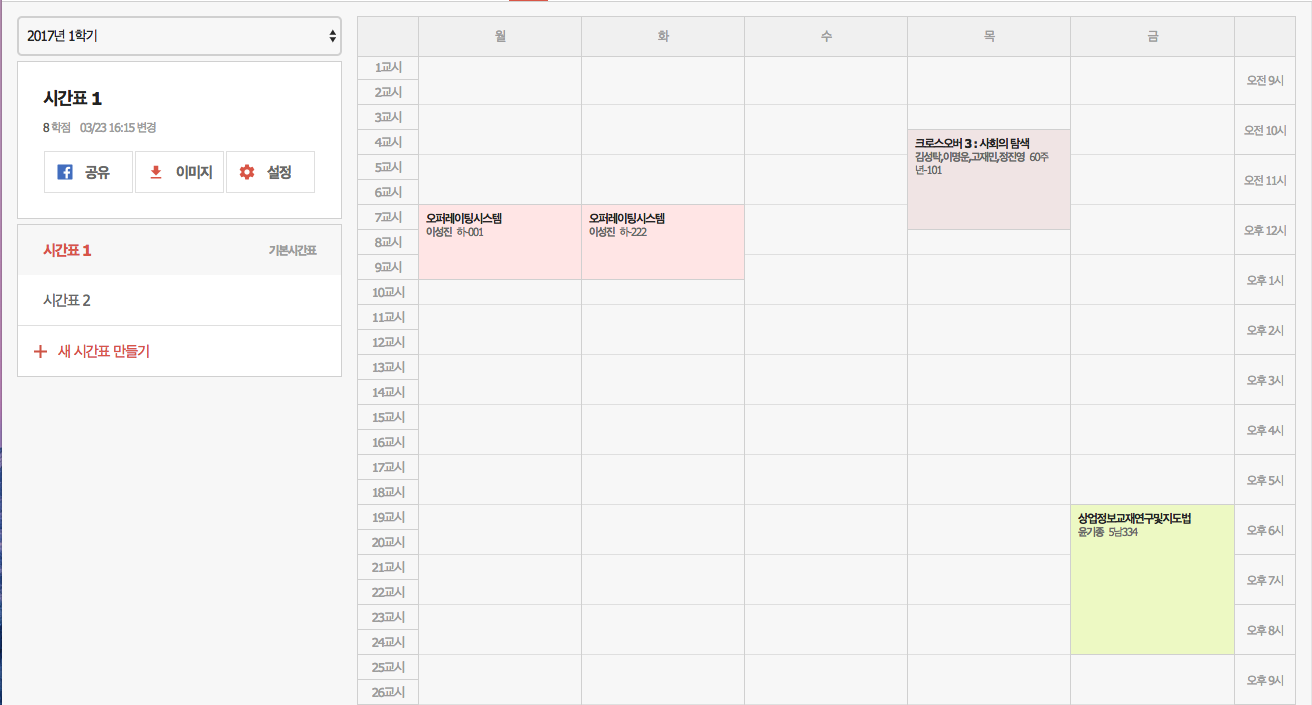 2017년 1학기
시간표 1
8 학점 03/23 16:15 변경
공유 이미지 설정
시간표 1 기본시간표
시간표 2
새 시간표 만들기
월 화 수 목 금
1교시
오전 9시
2교시
3교시
오전 10시
4교시
크로스오버 3 : 사회의 탐색
김성탁,이명운,고재민,정진영 60주
년-101
5교시
오전 11시
6교시
7교시
오퍼레이팅시스템 오퍼레이팅시스템
이성진 하-001 이성진 하-222
오후 12시
8교시
9교시
오후 1시
10교시
11교시
오후 2시
12교시
13교시
오후 3시
14교시
15교시
오후 4시
16교시
17교시
오후 5시
18교시
19교시
상업정보교재연구및지도법
윤기종 5남334
오후 6시
20교시
21교시
오후 7시
22교시
23교시
오후 8시
24교시
25교시
오후 9시
26교시